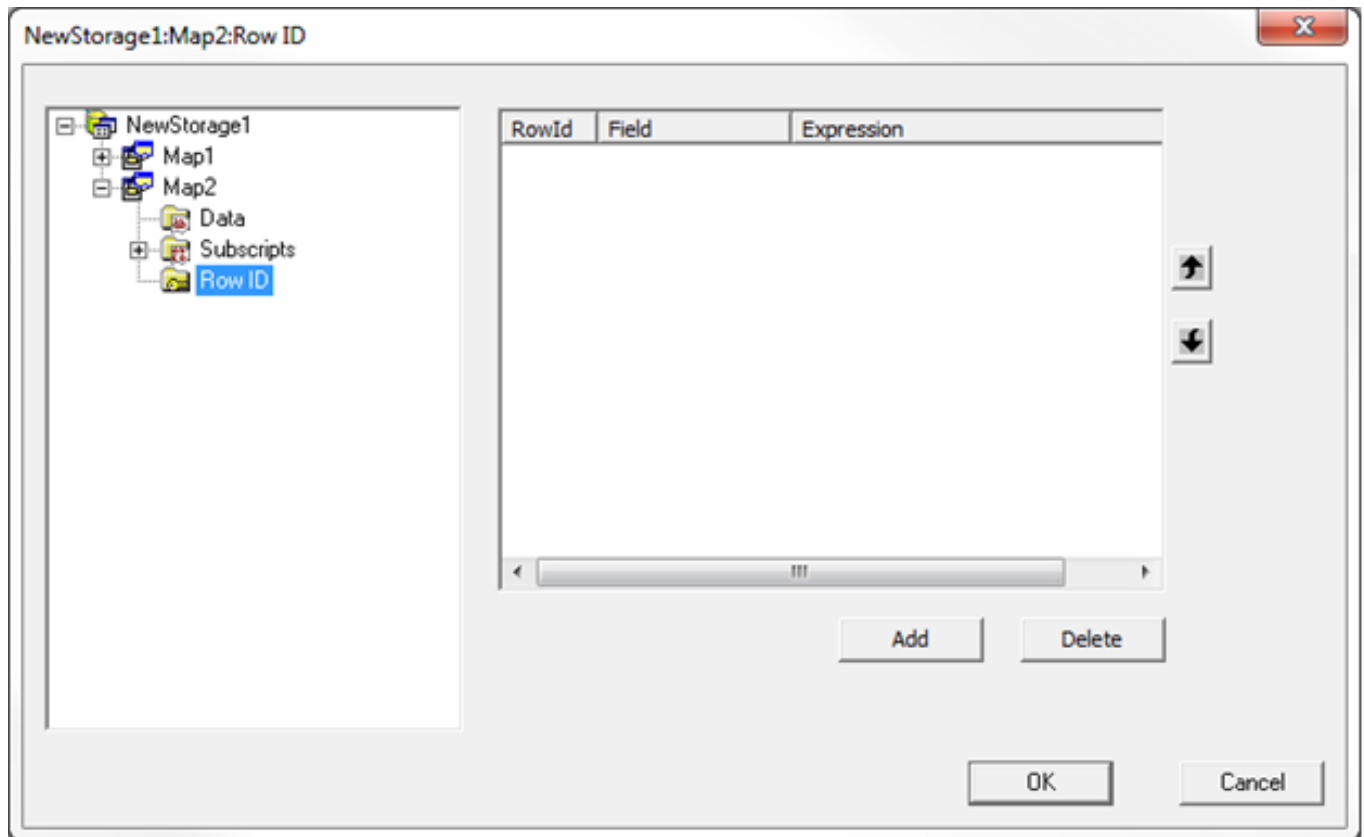 NewStorage1:Map2:Row ID
NewStorage1
Map1
Map2
Data
Subscripts
Row ID
RowId Field Expression
Add Delete
OK Cancel